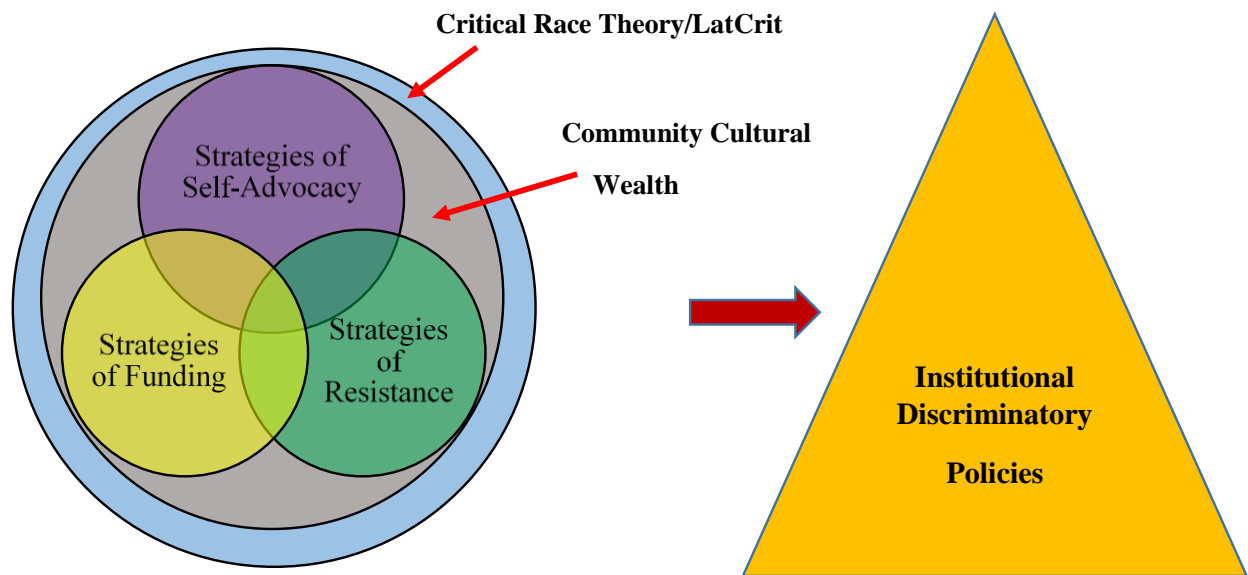 Critical Race Theory/LatCrit
Community Cultural
Wealth
Strategies of
Self-Advocacy
Strategies
of Funding
Strategies
of
Resistance
Institutional
Discriminatory
Policies